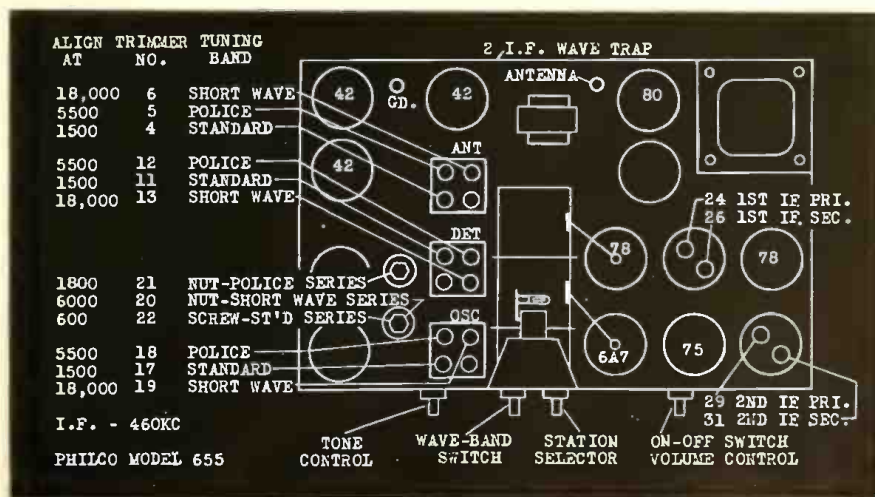 ALIGN TRIMMER TUNING
AT NO. BAND
18,000 6 SHORT WAVE
5500 5 POLICE
1500 4 STANDARD
5500 12 POLICE
1500 11 STANDARD
18,000 13 SHORT WAVE
1800 21 NUT-POLICE SERIES
6000 20 NUT-SHORT WAVE SERIES
600 22 SCREW-ST'D SERIES
5500 18 POLICE
1500 17 STANDARD
18,000 19 SHORT WAVE
I.F. - 460KC
PHILCO MODEL 655
2 I.F. WAVE TRAP
ANTENNA
42
GD.
42
80
ANT
42
24 1ST IF PRI.
26 1ST IF SEC.
DET
78
78
OSC
6A7
75
29 2ND IF PRI.
31 2ND IF SEC.
TONE
CONTROL
WAVE-BAND
SWITCH
STATION
SELECTOR
ON-OFF SWITCH
VOLUME CONTROL